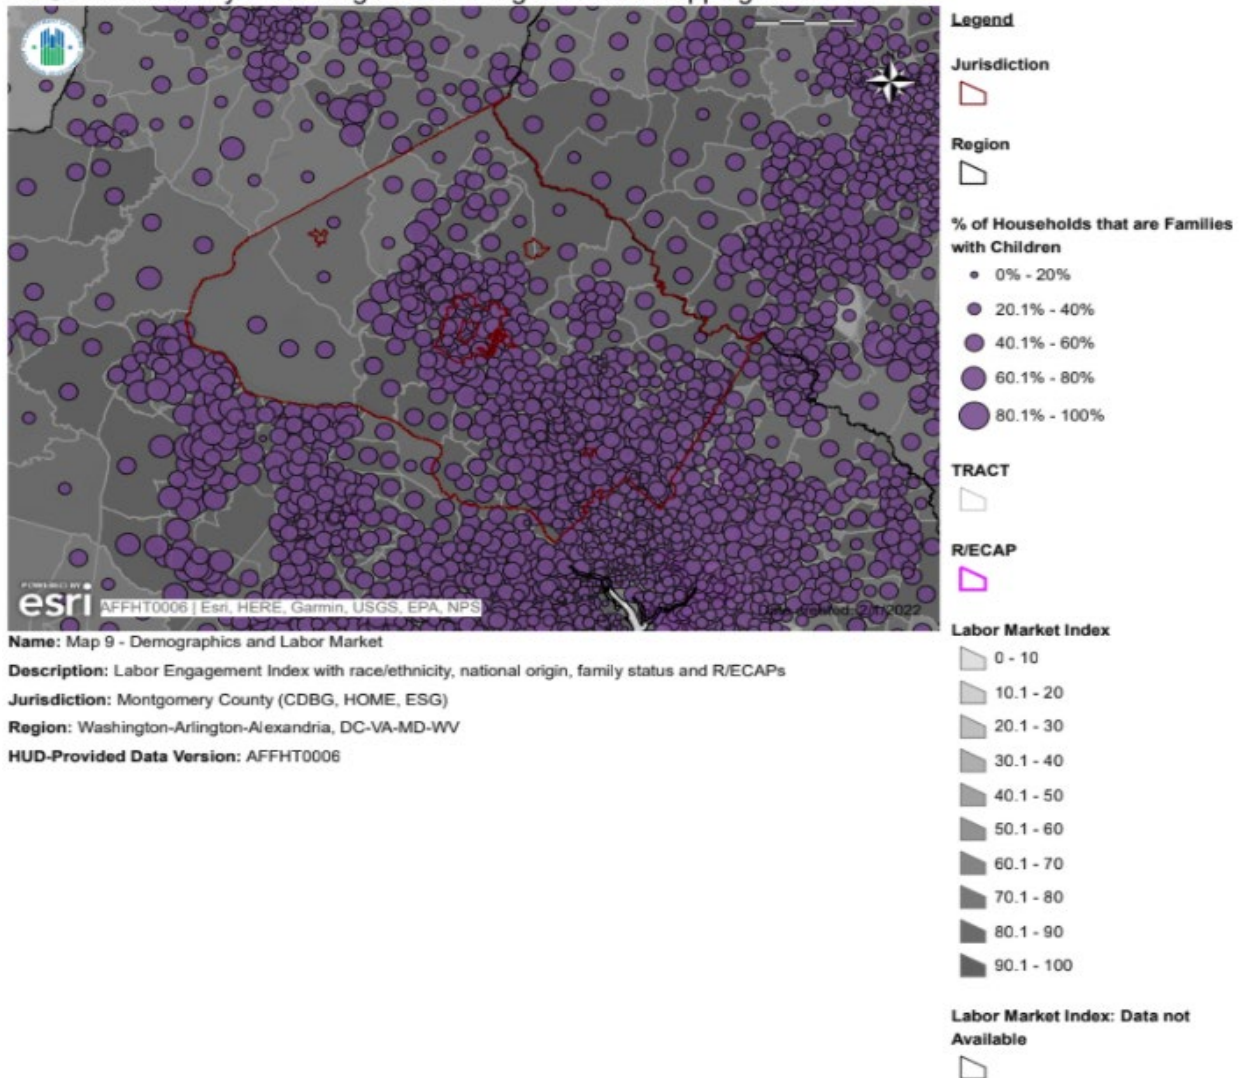 Legend
Jurisdiction
Region
% of Households that are Families
with Children
0% - 20%
20.1% - 40%
40.1% - 60%
60.1% - 80%
80.1% - 100%
TRACT
R/ECAP
Labor Market Index
0 - 10
10.1 - 20
20.1 - 30
30.1 - 40
40.1 - 50
50.1 - 60
60.1 - 70
70.1 - 80
80.1 - 90
90.1 - 100
Labor Market Index: Data not
Available
POWERED BY
esri
AFFHT0006 | Esri, HERE, Garmin, USGS, EPA, NPS
2/1/2022
Name: Map 9 - Demographics and Labor Market
Description: Labor Engagement Index with race/ethnicity, national origin, family status and R/ECAPs
Jurisdiction: Montgomery County (CDBG, HOME, ESG)
Region: Washington-Arlington-Alexandria, DC-VA-MD-WV
HUD-Provided Data Version: AFFHT0006